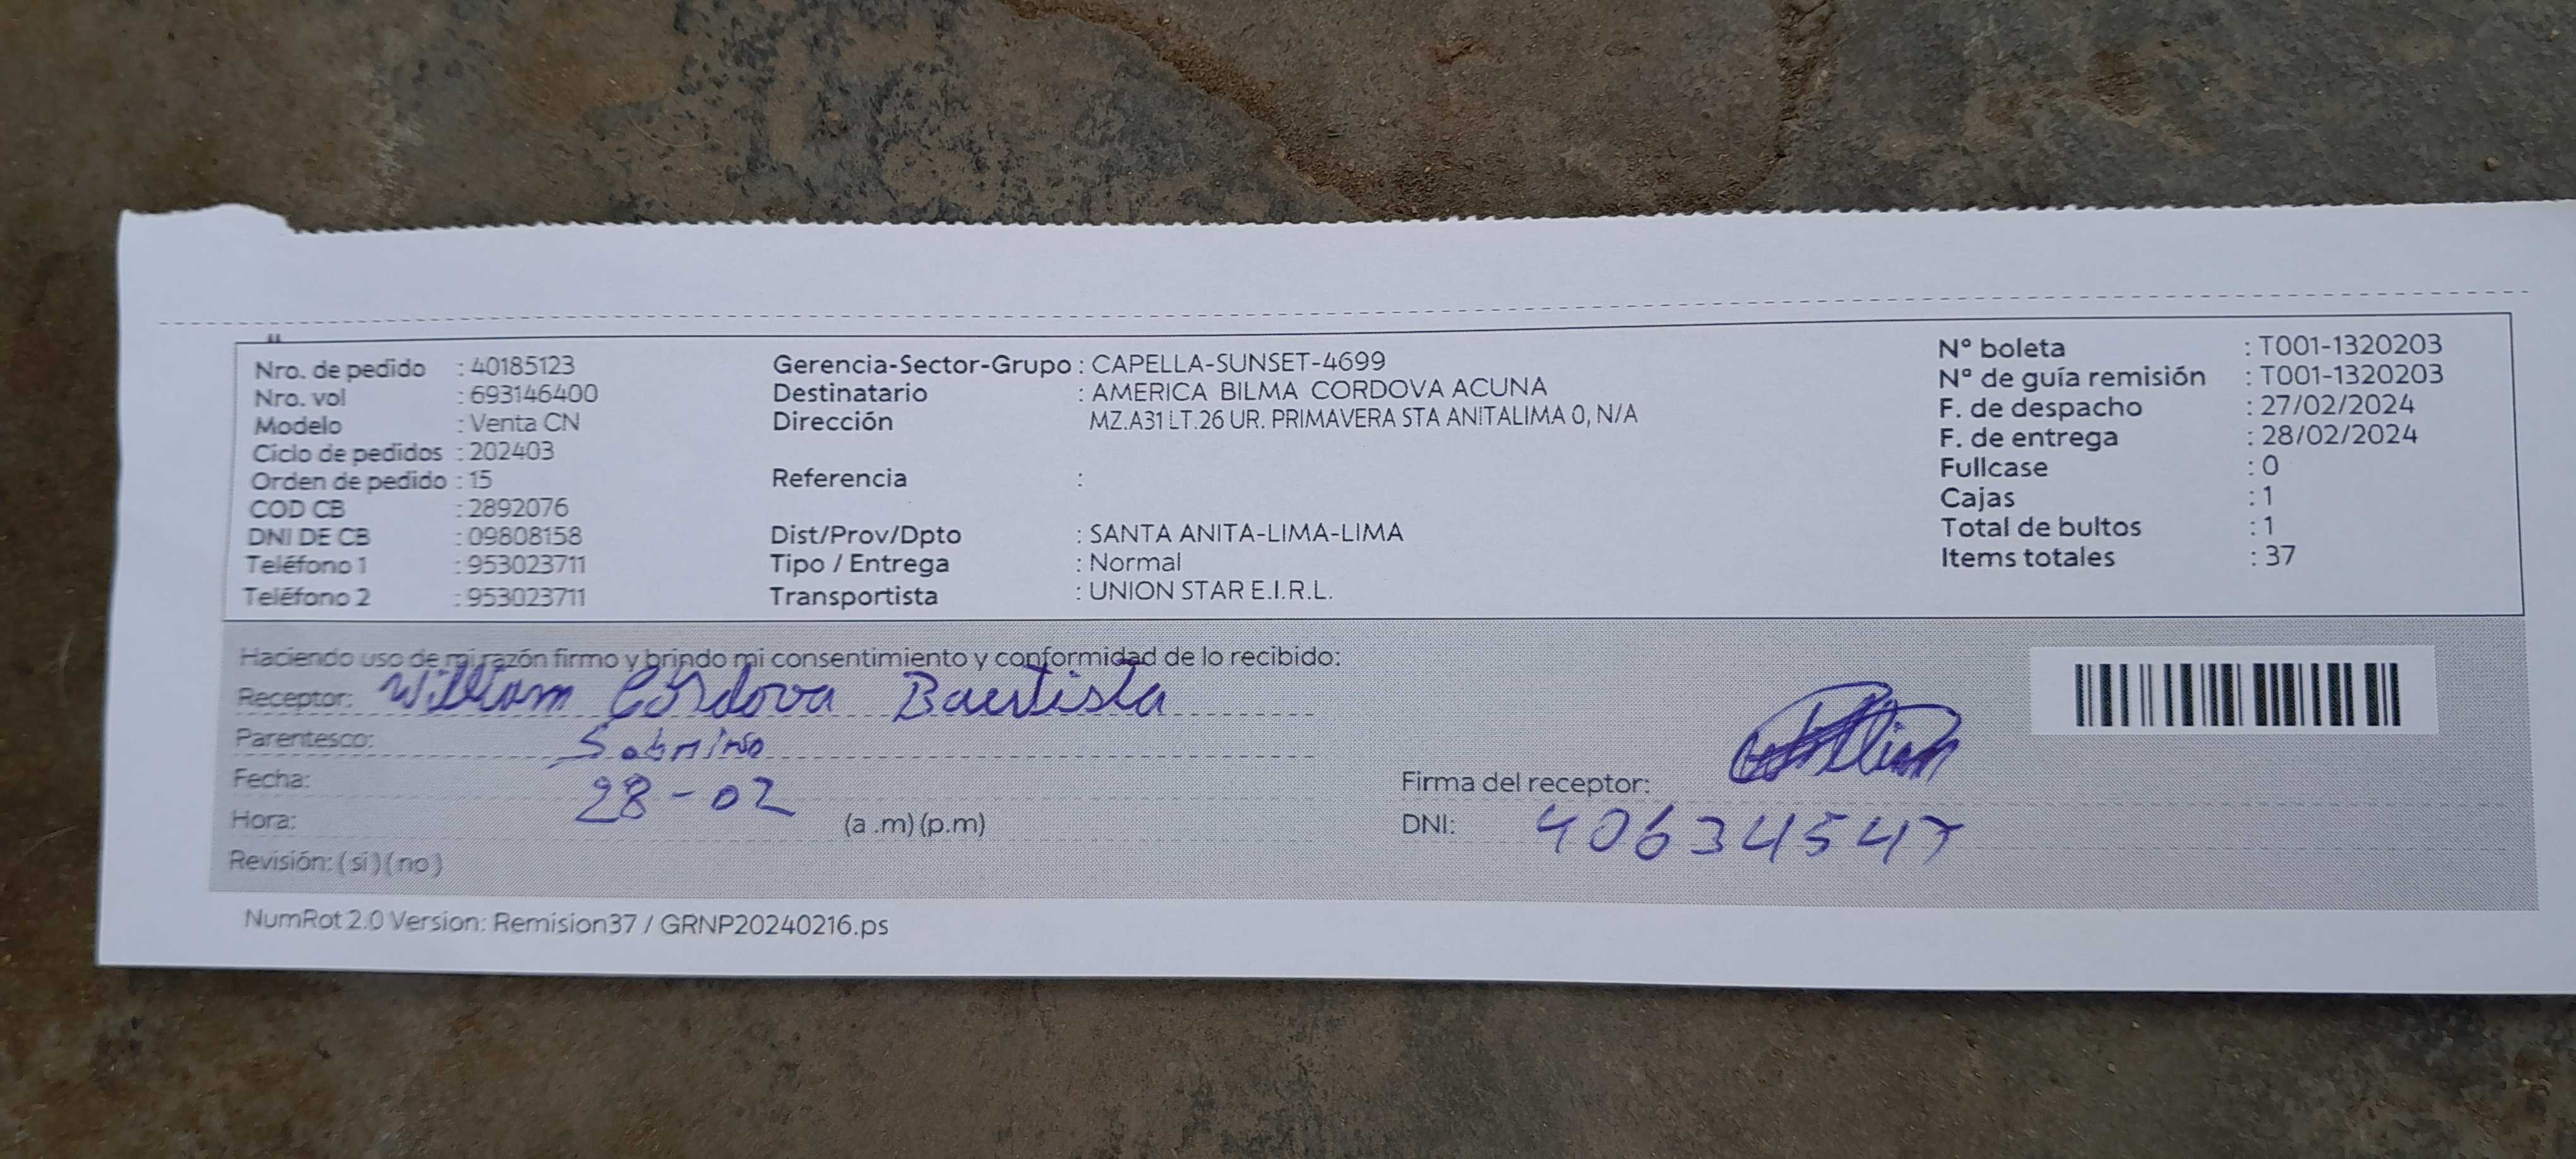 Nro. de pedido : 40185123
Nro. vol : 693146400
Modelo : Venta CN
Ciclo de pedidos : 202403
Orden de pedido : 15
COD CB : 2892076
DNI DE CB : 09808158
Teléfono 1 : 953023711
Teléfono 2 : 953023711
Gerencia-Sector-Grupo : CAPELLA-SUNSET-4699
Destinatario : AMERICA BILMA CORDOVA ACUNA
Dirección MZ.A31 LT.26 UR. PRIMAVERA STA ANITALIMA 0, N/A
Referencia :
Dist/Prov/Dpto : SANTA ANITA-LIMA-LIMA
Tipo / Entrega : Normal
Transportista : UNION STAR E.I.R.L.
Nº boleta : T001-1320203
Nº de guía remisión : T001-1320203
F. de despacho : 27/02/2024
F. de entrega : 28/02/2024
Fullcase : 0
Cajas : 1
Total de bultos : 1
Items totales : 37
Haciendo uso de mi razón firmo y brindo mi consentimiento y conformidad de lo recibido:
Receptor: William Córdova Bautista
Parentesco: Sobrino
Fecha: 28-02
Hora: (a .m) (p.m)
Revisión: ( si ) ( no )
Firma del receptor: William
DNI: 40634547
NumRot 2.0 Version: Remision37 / GRNP20240216.ps